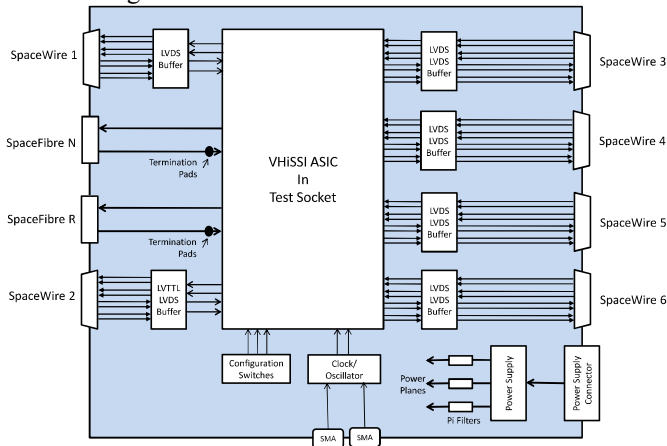 SpaceWire 1
LVDS
Buffer
SpaceFibre N
Termination
Pads
SpaceFibre R
Termination
Pads
SpaceWire 2
LVTTL
LVDS
Buffer
VHiSSI ASIC
In
Test Socket
LVDS
LVDS
Buffer
SpaceWire 3
LVDS
LVDS
Buffer
SpaceWire 4
LVDS
LVDS
Buffer
SpaceWire 5
LVDS
LVDS
Buffer
SpaceWire 6
Configuration
Switches
Clock/
Oscillator
SMA
SMA
Power
Planes
Pi Filters
Power Supply
Power Supply
Connector